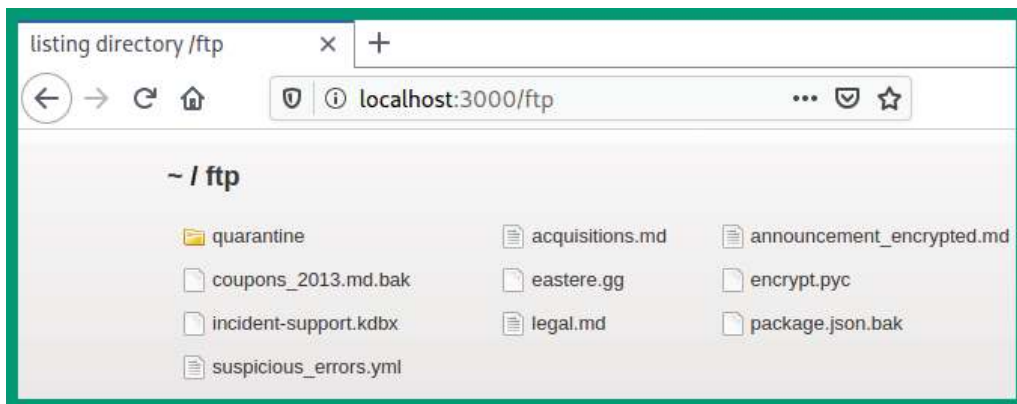 listing directory /ftp
localhost:3000/ftp
~ / ftp
quarantine acquisitions.md announcement_encrypted.md
coupons_2013.md.bak eastere.gg encrypt.pyc
incident-support.kdbx legal.md package.json.bak
suspicious_errors.yml